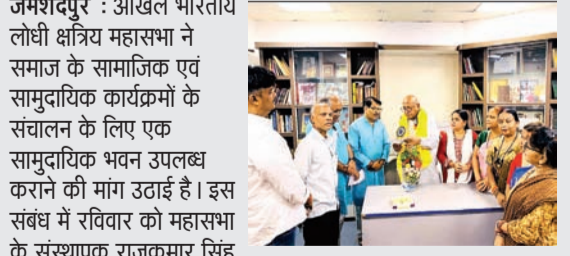 जमशेदपुर : अखिल भारतीय
लोधी क्षत्रिय महासभा ने
समाज के सामाजिक एवं
सामुदायिक कार्यक्रमों के
संचालन के लिए एक
सामुदायिक भवन उपलब्ध
कराने की मांग उठाई है। इस
संबंध में रविवार को महासभा
के संस्थापक राजकुमार सिंह